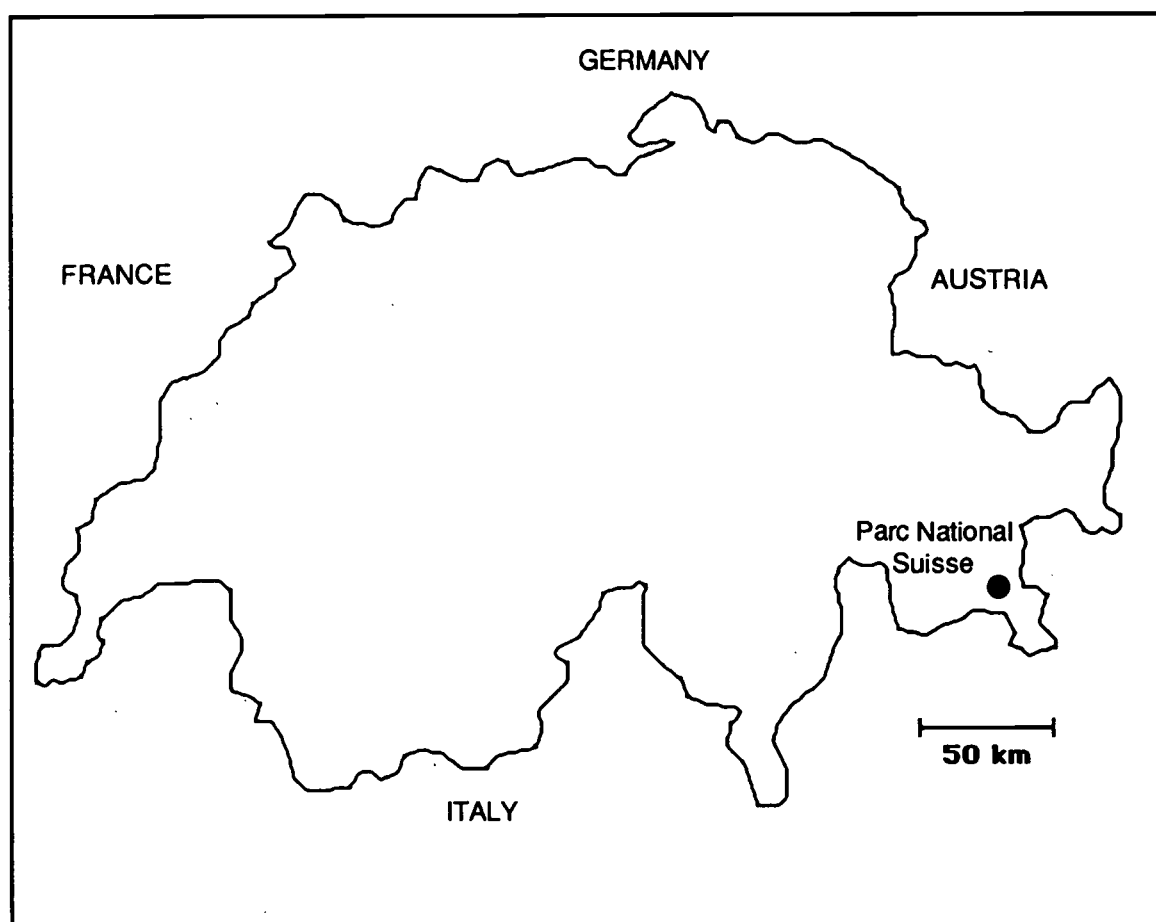 GERMANY
FRANCE
AUSTRIA
Parc National
Suisse
50 km
ITALY